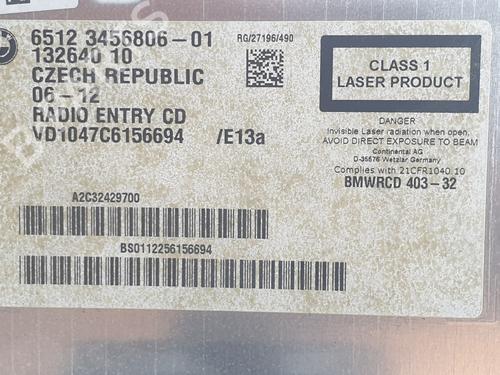 6512 3456806-01
132640 10
CZECH REPUBLIC
06-12
RADIO ENTRY CD
VD1047C6156694 /E13a
RG/27196/490
CLASS 1
LASER PRODUCT
DANGER
Invisible Laser radiation when open.
AVOID DIRECT EXPOSURE TO BEAM
Continental AG
D-35576 Wetzlar Germany
Complies with 21CFR1040.10
BMWRCD 403-32
A2C32429700
BS0112256156694